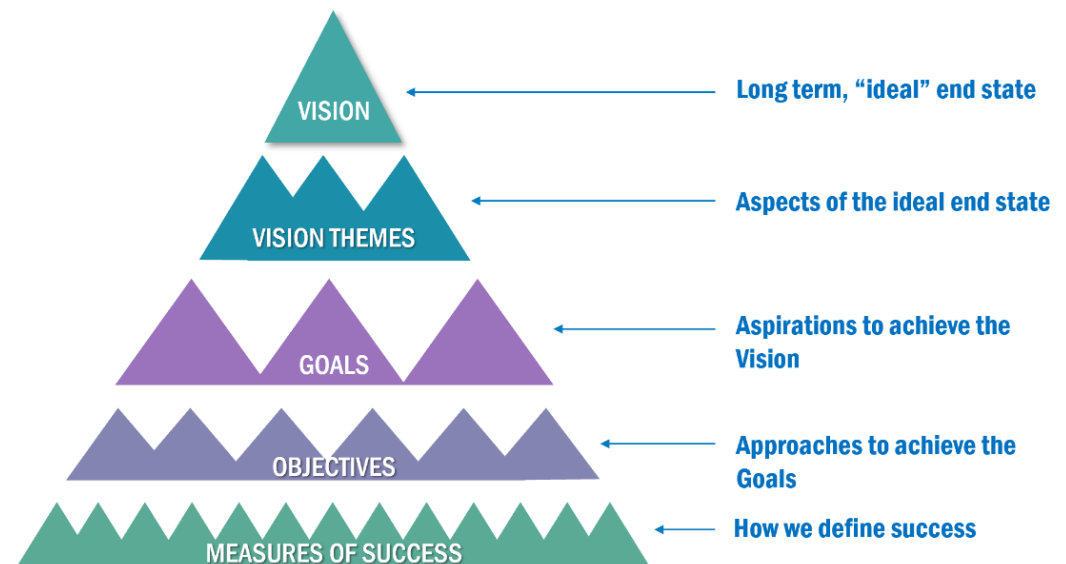 VISION
Long term, “ideal” end state
VISION THEMES
Aspects of the ideal end state
GOALS
Aspirations to achieve the
Vision
OBJECTIVES
Approaches to achieve the
Goals
MEASURES OF SUCCESS
How we define success